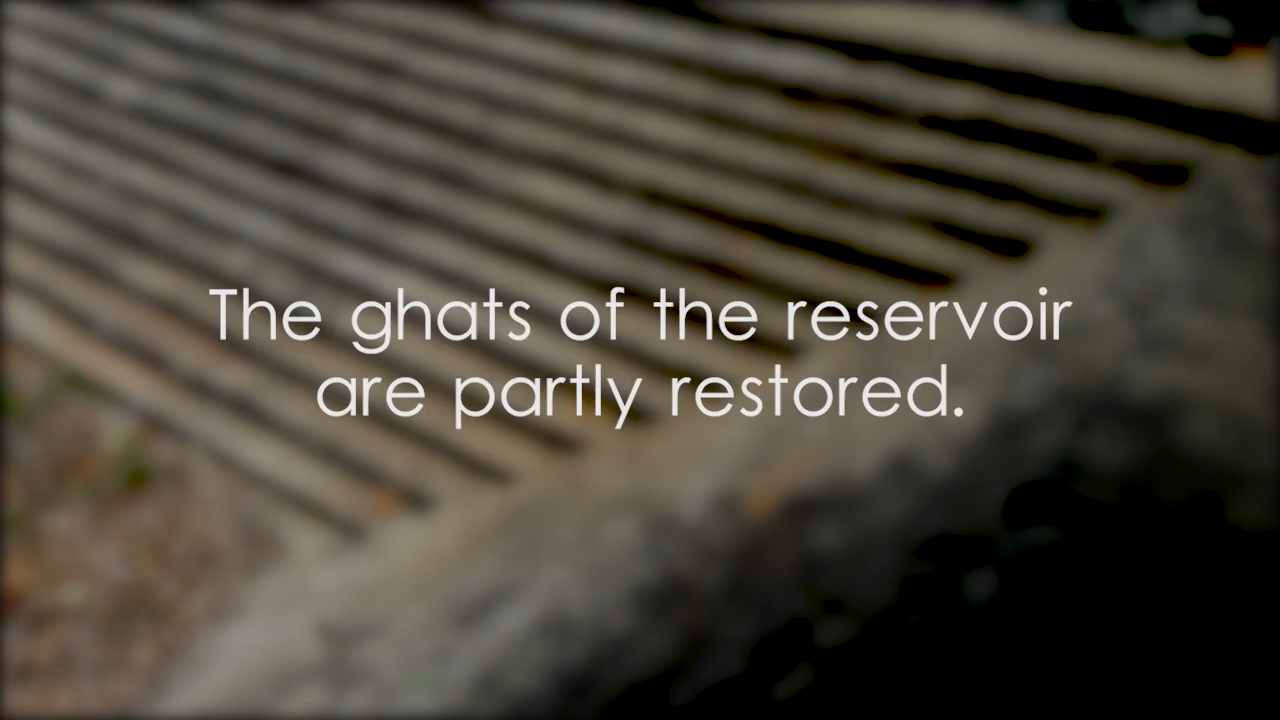 The ghats of the reservoir
are partly restored.